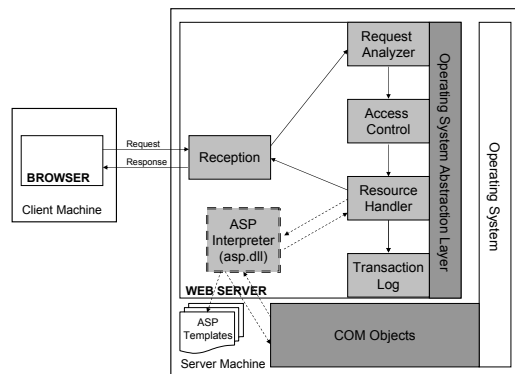 Request
Analyzer
Access
Control
Request
Response
Reception
BROWSER
Client Machine
Resource
Handler
ASP
Interpreter
(asp.dll)
Transaction
Log
WEB SERVER
Operating System Abstraction Layer
Operating System
ASP
Templates
COM Objects
Server Machine